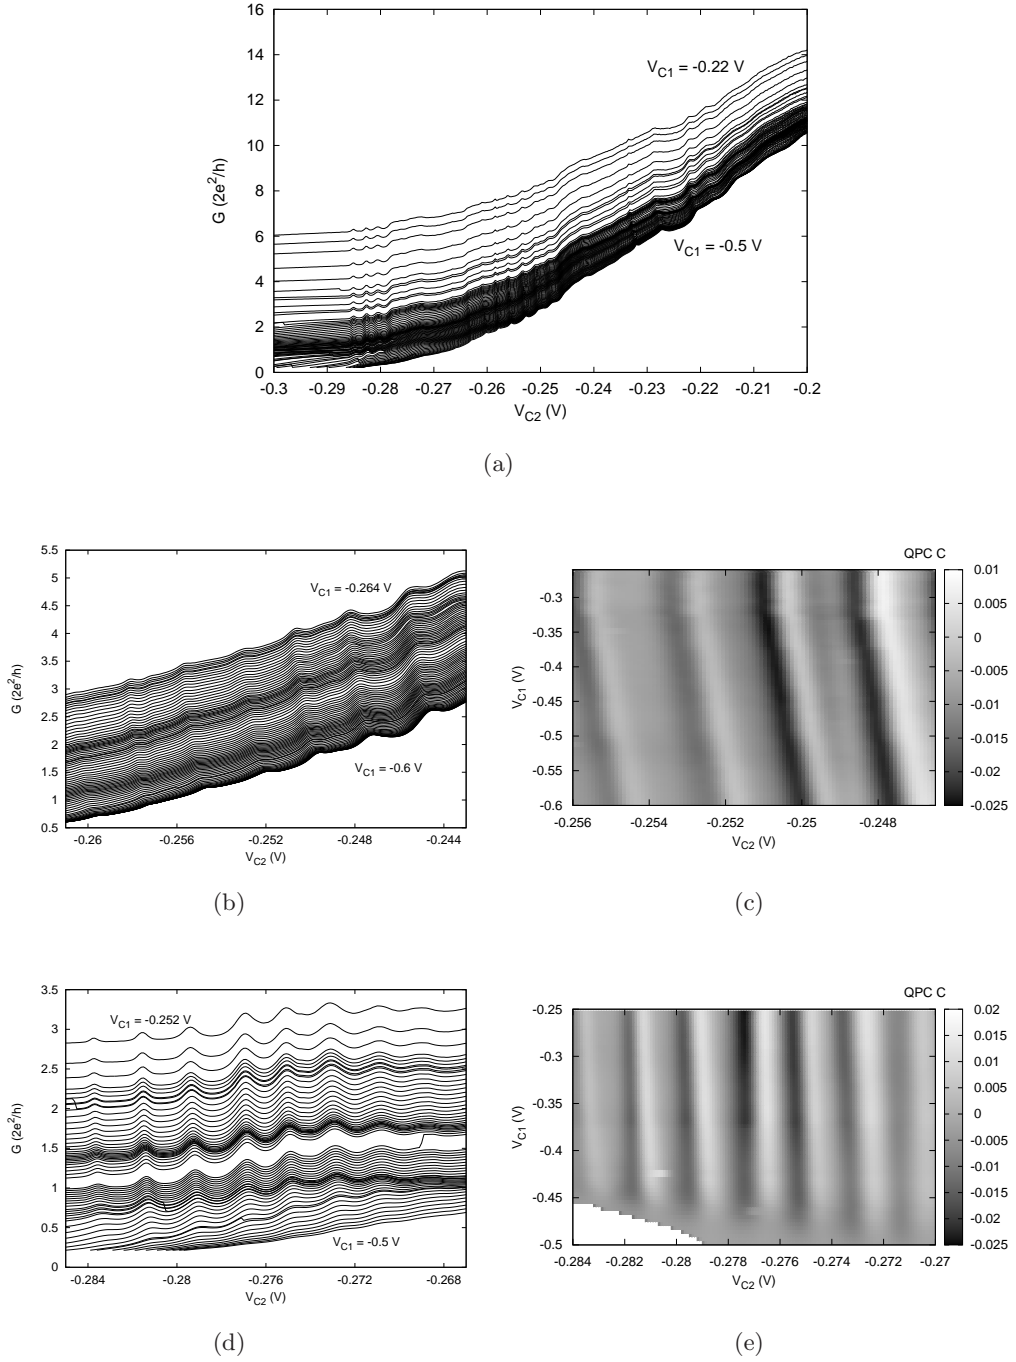 16
14
12
10
8
6
4
2
0
G (2e²/h)
V_C1 = -0.22 V
V_C1 = -0.5 V
-0.3 -0.29 -0.28 -0.27 -0.26 -0.25 -0.24 -0.23 -0.22 -0.21 -0.2
V_C2 (V)
(a)
5.5
5
4.5
4
3.5
3
2.5
2
1.5
1
0.5
G (2e²/h)
V_C1 = -0.264 V
V_C1 = -0.6 V
-0.26 -0.256 -0.252 -0.248 -0.244
V_C2 (V)
(b)
QPC C
-0.3
-0.35
-0.4
-0.45
-0.5
-0.55
-0.6
V_C1 (V)
-0.256 -0.254 -0.252 -0.25 -0.248
V_C2 (V)
0.01
0.005
0
-0.005
-0.01
-0.015
-0.02
-0.025
(c)
3.5
3
2.5
2
1.5
1
0.5
0
G (2e²/h)
V_C1 = -0.252 V
V_C1 = -0.5 V
-0.284 -0.28 -0.276 -0.272 -0.268
V_C2 (V)
(d)
QPC C
-0.25
-0.3
-0.35
-0.4
-0.45
-0.5
V_C1 (V)
-0.284 -0.282 -0.28 -0.278 -0.276 -0.274 -0.272 -0.27
V_C2 (V)
0.02
0.015
0.01
0.005
0
-0.005
-0.01
-0.015
-0.02
-0.025
(e)